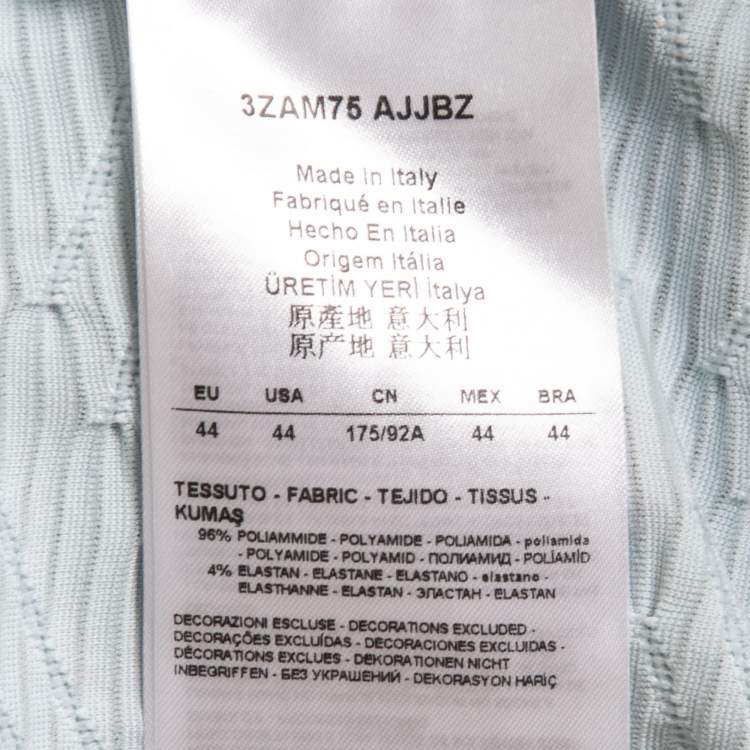 3ZAM75 AJJBZ
Made in Italy
Fabriqué en Italie
Hecho En Italia
Origem Itália
ÜRETİM YERİ İtalya
原產地 意大利
原产地 意大利
EU USA CN MEX BRA
44 44 175/92A 44 44
TESSUTO - FABRIC - TEJIDO - TISSUS -
KUMAŞ
96% POLIAMMIDE - POLYAMIDE - POLIAMIDA - poliamida
- POLYAMIDE - POLYAMID - ПОЛИАМИД - POLİAMİD
4% ELASTAN - ELASTANE - ELASTANO - elastano -
ELASTHANNE - ELASTAN - ЭЛАСТАН - ELASTAN
DECORAZIONI ESCLUSE - DECORATIONS EXCLUDED -
DECORAÇÕES EXCLUÍDAS - DECORACIONES EXCLUIDAS -
DÉCORATIONS EXCLUES - DEKORATIONEN NICHT
INBEGRIFFEN - БЕЗ УКРАШЕНИЙ - DEKORASYON HARİÇ